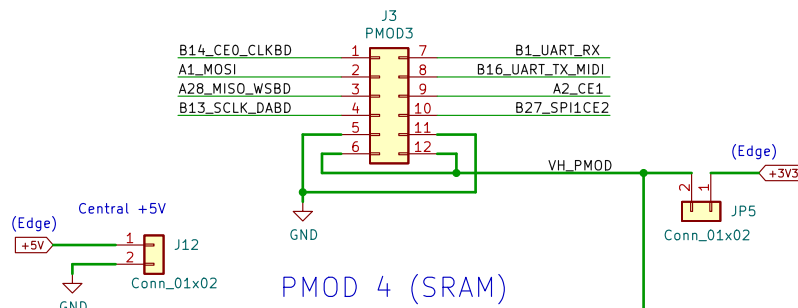 J3
PMOD3
B14_CE0_CLKBD 1 7 B1_UART_RX
A1_MOSI 2 8 B16_UART_TX_MIDI
A28_MISO_WSBD 3 9 A2_CE1
B13_SCLK_DABD 4 10 B27_SPI1CE2
5 11
6 12
VH_PMOD
(Edge)
+3V3
2 1
JP5
Conn_01x02
GND
Central +5V
(Edge)
+5V
1 J12
2
Conn_01x02
GND
PMOD 4 (SRAM)